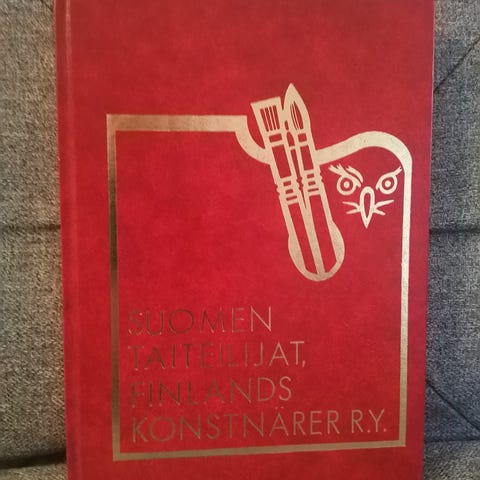 SUOMEN
TAITEILIJAT,
FINLANDS
KONSTNÄRER R.Y.